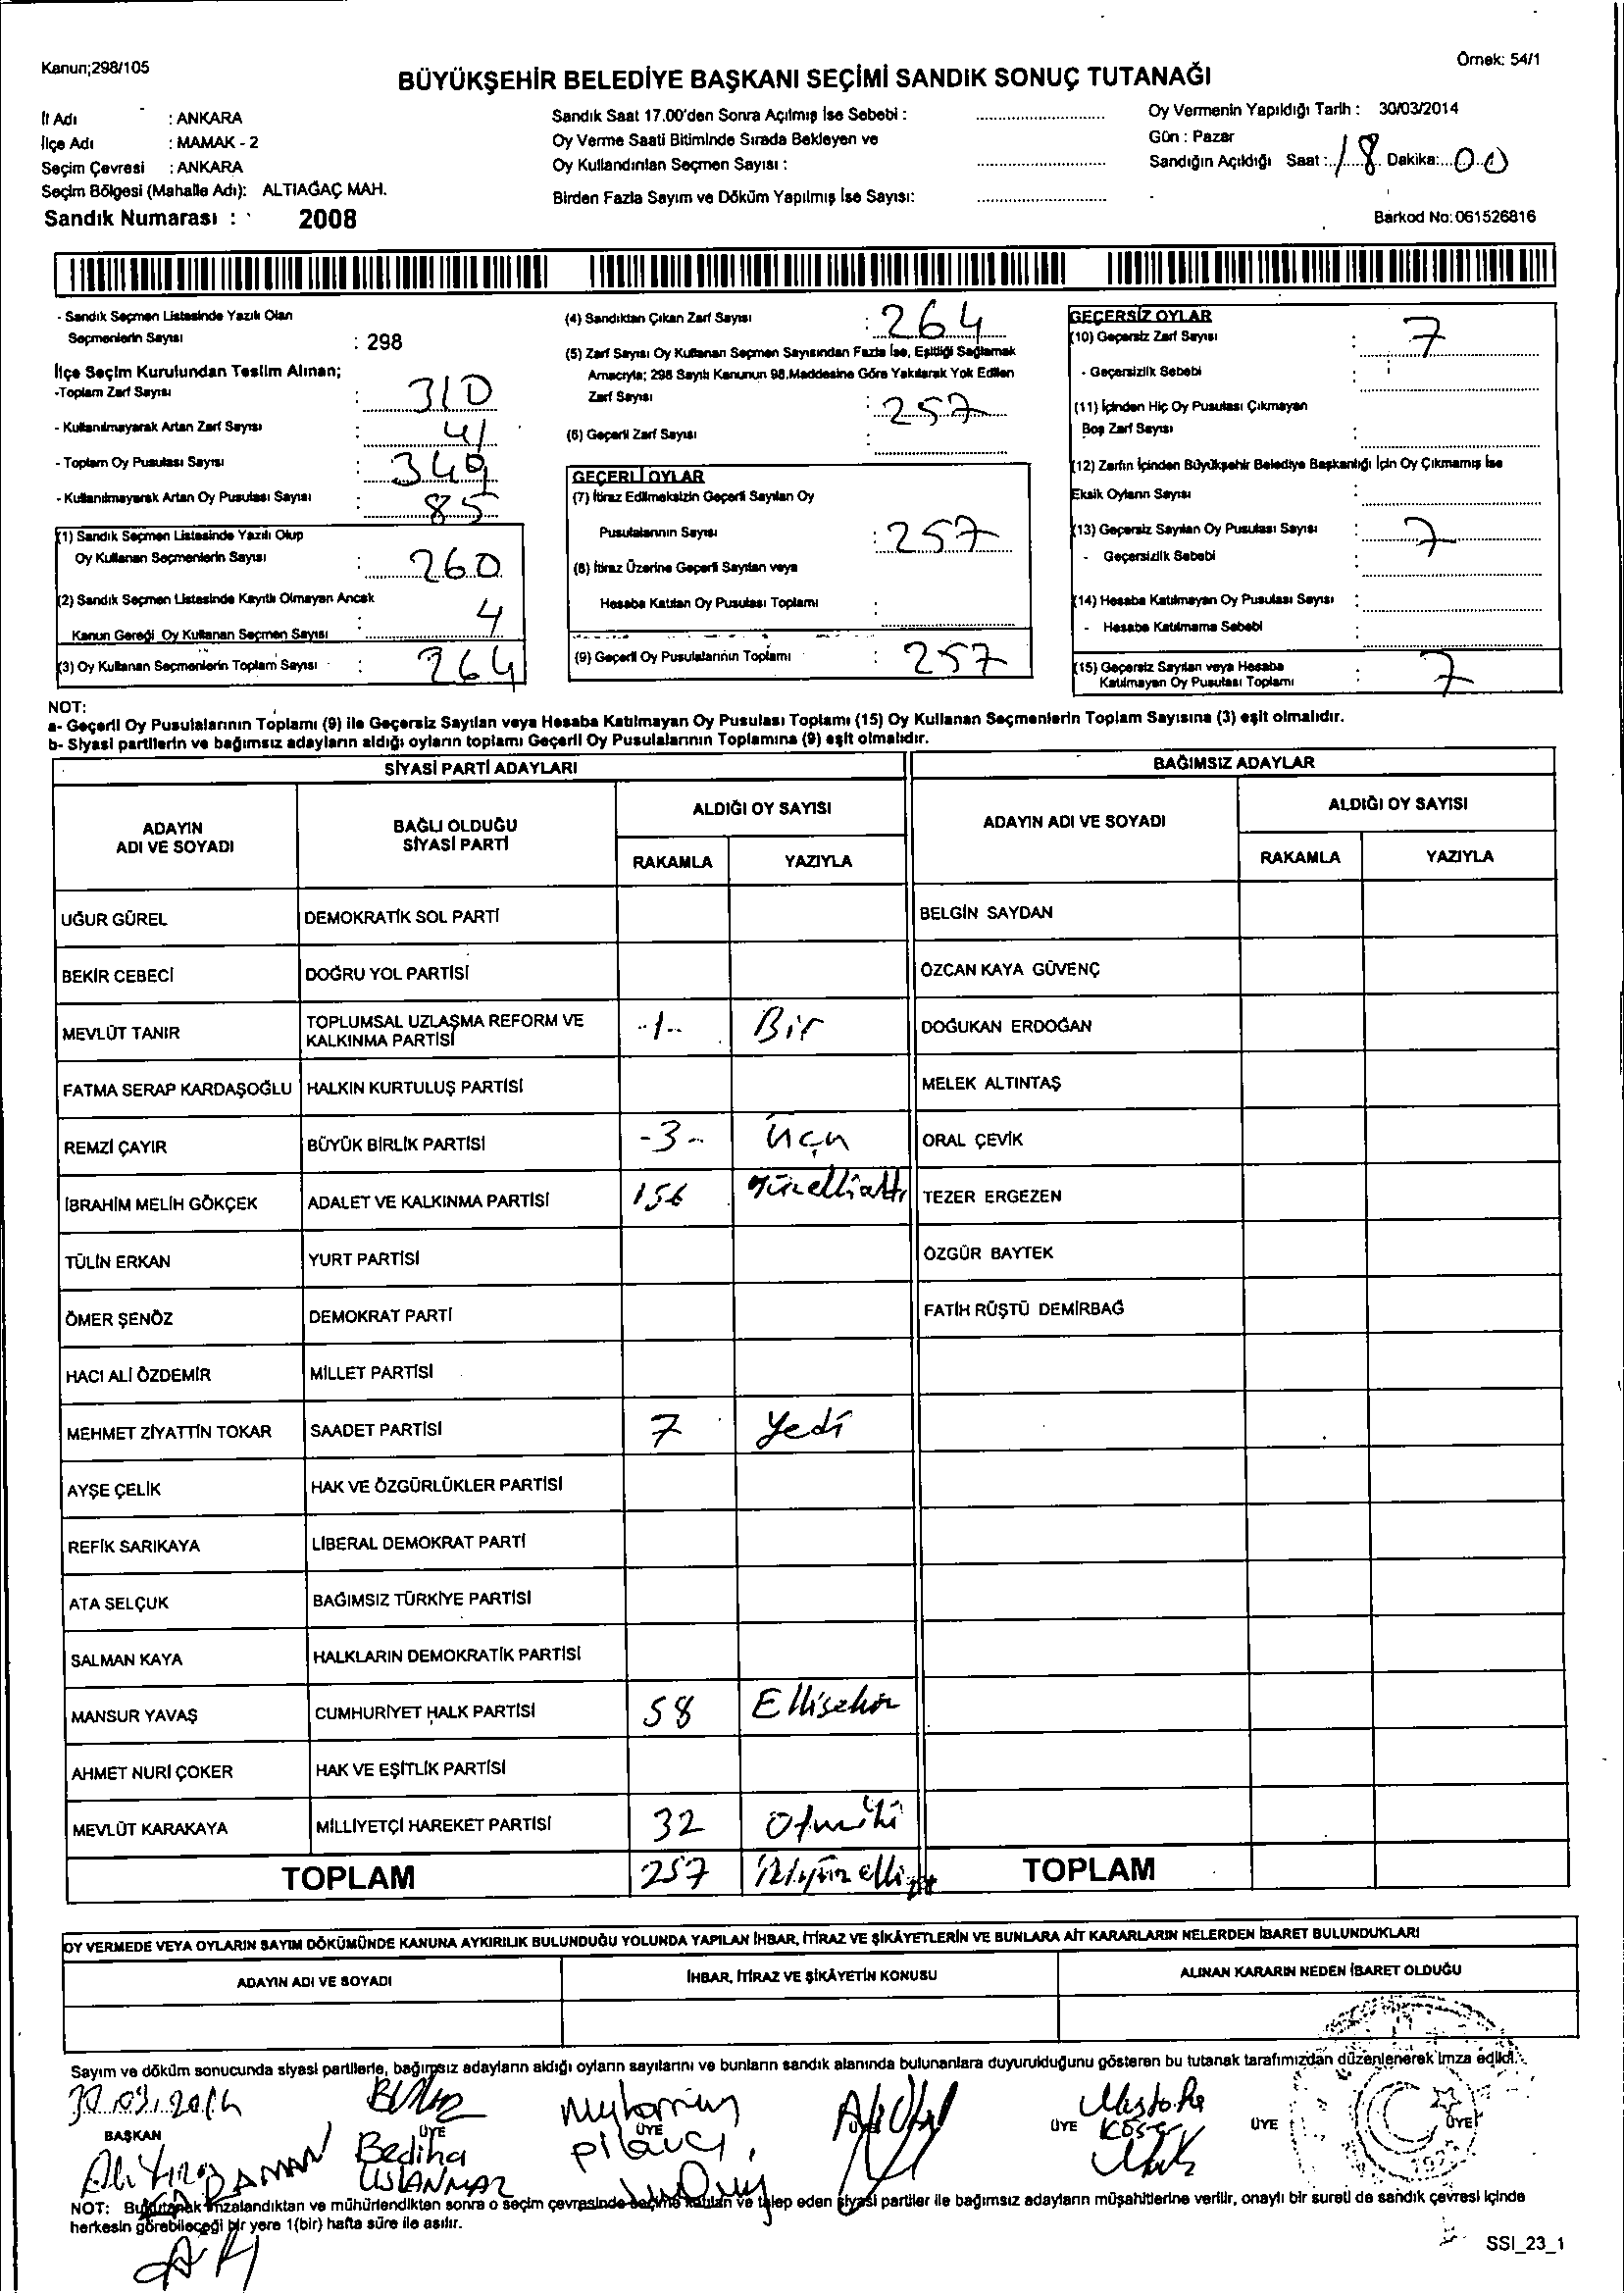 Kanun;298/105
Örnek: 54/1
BÜYÜKŞEHİR BELEDİYE BAŞKANI SEÇİMİ SANDIK SONUÇ TUTANAĞI
İl Adı : ANKARA
İlçe Adı : MAMAK - 2
Seçim Çevresi : ANKARA
Seçim Bölgesi (Mahalle Adı): ALTIAĞAÇ MAH.
Sandık Numarası : 2008
Sandık Saat 17.00'den Sonra Açılmış İse Sebebi :
Oy Verme Saati Bitiminde Sırada Bekleyen ve
Oy Kullandırılan Seçmen Sayısı :
Birden Fazla Sayım ve Döküm Yapılmış İse Sayısı:
Oy Vermenin Yapıldığı Tarih : 30/03/2014
Gün : Pazar
Sandığın Açıldığı Saat : 18 Dakika: 00
Barkod No:061526816
- Sandık Seçmen Listesinde Yazılı Olan
Seçmenlerin Sayısı : 298
İlçe Seçim Kurulundan Teslim Alınan;
-Toplam Zarf Sayısı : 310
- Kullanılmayarak Artan Zarf Sayısı : 41
- Toplam Oy Pusulası Sayısı : 349
- Kullanılmayarak Artan Oy Pusulası Sayısı : 85
(1) Sandık Seçmen Listesinde Yazılı Olup
Oy Kullanan Seçmenlerin Sayısı : 260
(2) Sandık Seçmen Listesinde Kayıtlı Olmayan Ancak
Kanun Gereği Oy Kullanan Seçmen Sayısı : 4
(3) Oy Kullanan Seçmenlerin Toplam Sayısı : 264
(4) Sandıktan Çıkan Zarf Sayısı : 264
(5) Zarf Sayısı Oy Kullanan Seçmen Sayısından Fazla İse, Eşitliği Sağlamak
Amacıyla; 298 Sayılı Kanunun 98.Maddesine Göre Yakılarak Yok Edilen
Zarf Sayısı : 257
(6) Geçerli Zarf Sayısı :
GEÇERLİ OYLAR
(7) İtiraz Edilmeksizin Geçerli Sayılan Oy
Pusulalarının Sayısı : 257
(8) İtiraz Üzerine Geçerli Sayılan veya
Hesaba Katılan Oy Pusulası Toplamı :
(9) Geçerli Oy Pusulalarının Toplamı : 257
GEÇERSİZ OYLAR
(10) Geçersiz Zarf Sayısı : 7
- Geçersizlik Sebebi :
(11) İçinden Hiç Oy Pusulası Çıkmayan
Boş Zarf Sayısı :
(12) Zarfın İçinden Büyükşehir Belediye Başkanlığı İçin Oy Çıkmamış İse
Eksik Oyların Sayısı :
(13) Geçersiz Sayılan Oy Pusulası Sayısı : 7
- Geçersizlik Sebebi :
(14) Hesaba Katılmayan Oy Pusulası Sayısı :
- Hesaba Katılmama Sebebi :
(15) Geçersiz Sayılan veya Hesaba
Katılmayan Oy Pusulası Toplamı : 7
NOT:
a- Geçerli Oy Pusulalarının Toplamı (9) ile Geçersiz Sayılan veya Hesaba Katılmayan Oy Pusulası Toplamı (15) Oy Kullanan Seçmenlerin Toplam Sayısına (3) eşit olmalıdır.
b- Siyasi partilerin ve bağımsız adayların aldığı oyların toplamı Geçerli Oy Pusulalarının Toplamına (9) eşit olmalıdır.
SİYASİ PARTİ ADAYLARI
BAĞIMSIZ ADAYLAR
ADAYIN ADI VE SOYADI
BAĞLI OLDUĞU SİYASİ PARTİ
ALDIĞI OY SAYISI
RAKAMLA YAZIYLA
ADAYIN ADI VE SOYADI
ALDIĞI OY SAYISI
RAKAMLA YAZIYLA
UĞUR GÜREL DEMOKRATİK SOL PARTİ BELGİN SAYDAN
BEKİR CEBECİ DOĞRU YOL PARTİSİ ÖZCAN KAYA GÜVENÇ
MEVLÜT TANIR TOPLUMSAL UZLAŞMA REFORM VE KALKINMA PARTİSİ -1- Bir DOĞUKAN ERDOĞAN
FATMA SERAP KARDAŞOĞLU HALKIN KURTULUŞ PARTİSİ MELEK ALTINTAŞ
REMZİ ÇAYIR BÜYÜK BİRLİK PARTİSİ -3- ORAL ÇEVİK
İBRAHİM MELİH GÖKÇEK ADALET VE KALKINMA PARTİSİ 156 yüzelliahtı TEZER ERGEZEN
TÜLİN ERKAN YURT PARTİSİ ÖZGÜR BAYTEK
ÖMER ŞENÖZ DEMOKRAT PARTİ FATİH RÜŞTÜ DEMİRBAĞ
HACI ALİ ÖZDEMİR MİLLET PARTİSİ
MEHMET ZİYATTİN TOKAR SAADET PARTİSİ 7 Yedi
AYŞE ÇELİK HAK VE ÖZGÜRLÜKLER PARTİSİ
REFİK SARIKAYA LİBERAL DEMOKRAT PARTİ
ATA SELÇUK BAĞIMSIZ TÜRKİYE PARTİSİ
SALMAN KAYA HALKLARIN DEMOKRATİK PARTİSİ
MANSUR YAVAŞ CUMHURİYET HALK PARTİSİ 58 Ellisekiz
AHMET NURİ ÇOKER HAK VE EŞİTLİK PARTİSİ
MEVLÜT KARAKAYA MİLLİYETÇİ HAREKET PARTİSİ 32 Otuziki
TOPLAM 257 TOPLAM
OY VERMEDE VEYA OYLARIN SAYIM DÖKÜMÜNDE KANUNA AYKIRILIK BULUNDUĞU YOLUNDA YAPILAN İHBAR, İTİRAZ VE ŞİKÂYETLERİN VE BUNLARA AİT KARARLARIN NELERDEN İBARET BULUNDUKLARI
ADAYIN ADI VE SOYADI İHBAR, İTİRAZ VE ŞİKÂYETİN KONUSU ALINAN KARARIN NEDEN İBARET OLDUĞU
Sayım ve döküm sonucunda siyasi partilerle, bağımsız adayların aldığı oyların sayılarını ve bunların sandık alanında bulunanlara duyurulduğunu gösteren bu tutanak tarafımızdan düzenlenerek imza edildi.
30.03.2014
BAŞKAN ÜYE ÜYE ÜYE ÜYE ÜYE
Bediha Pilavcı Köse
USLANMAZ
NOT: Bu tutanak imzalandıktan ve mühürlendikten sonra o seçim çevresinde seçime katılan ve talep eden siyasi partiler ile bağımsız adayların müşahitlerine verilir, onaylı bir sureti de sandık çevresi içinde
herkesin görebileceği bir yere 1(bir) hafta süre ile asılır.
SSI_23_1